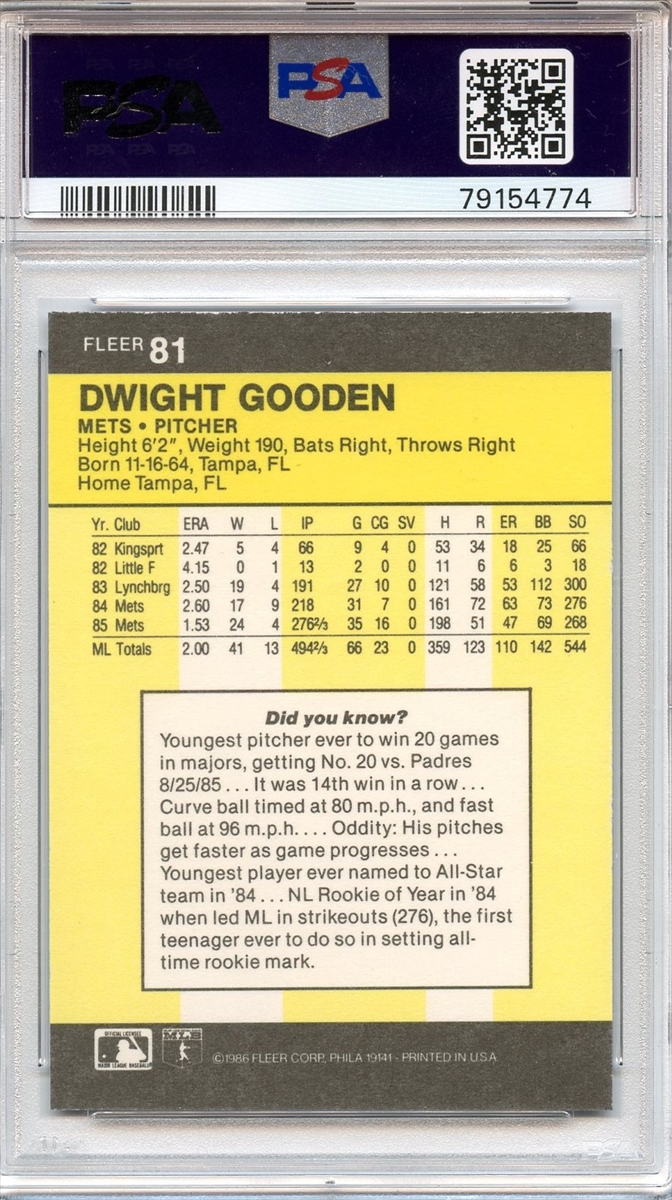 PSA
PSA
79154774
FLEER 81
DWIGHT GOODEN
METS • PITCHER
Height 6'2", Weight 190, Bats Right, Throws Right
Born 11-16-64, Tampa, FL
Home Tampa, FL
Yr. Club ERA W L IP G CG SV H R ER BB SO
82 Kingsprt 2.47 5 4 66 9 4 0 53 34 18 25 66
82 Little F 4.15 0 1 13 2 0 0 11 6 6 3 18
83 Lynchbrg 2.50 19 4 191 27 10 0 121 58 53 112 300
84 Mets 2.60 17 9 218 31 7 0 161 72 63 73 276
85 Mets 1.53 24 4 276⅔ 35 16 0 198 51 47 69 268
ML Totals 2.00 41 13 494⅔ 66 23 0 359 123 110 142 544
Did you know?
Youngest pitcher ever to win 20 games
in majors, getting No. 20 vs. Padres
8/25/85 . . . It was 14th win in a row . . .
Curve ball timed at 80 m.p.h., and fast
ball at 96 m.p.h. . . . Oddity: His pitches
get faster as game progresses . . .
Youngest player ever named to All-Star
team in '84 . . . NL Rookie of Year in '84
when led ML in strikeouts (276), the first
teenager ever to do so in setting all-
time rookie mark.
OFFICIAL LICENSEE
MAJOR LEAGUE BASEBALL
©1986 FLEER CORP., PHILA 19141 - PRINTED IN U.S.A.
PSA